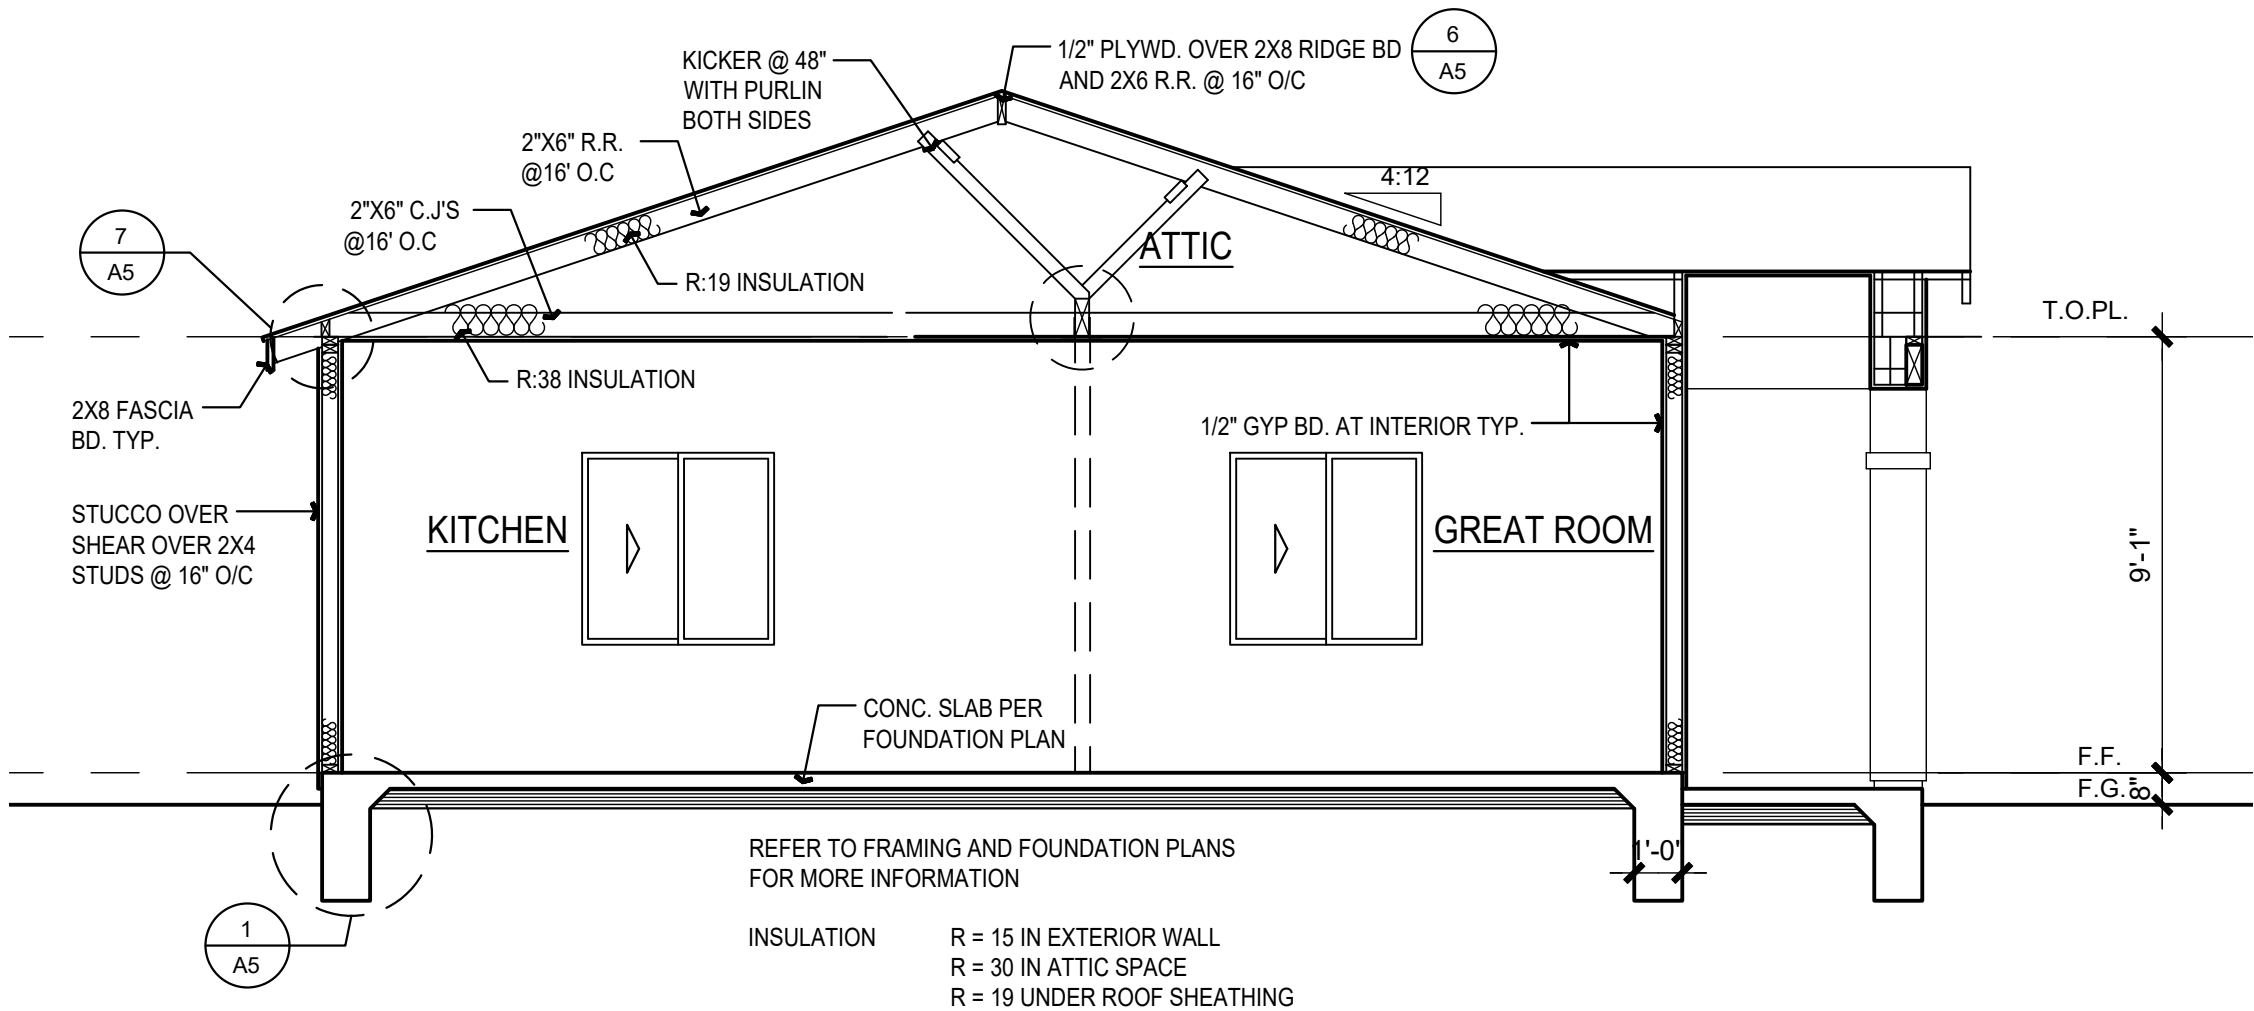 KICKER @ 48"
WITH PURLIN
BOTH SIDES
1/2" PLYWD. OVER 2X8 RIDGE BD
AND 2X6 R.R. @ 16" O/C
6
A5
2"X6" R.R.
@16' O.C
2"X6" C.J'S
@16' O.C
7
A5
4:12
ATTIC
R:19 INSULATION
T.O.PL.
R:38 INSULATION
2X8 FASCIA
BD. TYP.
1/2" GYP BD. AT INTERIOR TYP.
STUCCO OVER
SHEAR OVER 2X4
STUDS @ 16" O/C
KITCHEN
GREAT ROOM
9'-1"
CONC. SLAB PER
FOUNDATION PLAN
F.F.
F.G.
8"
REFER TO FRAMING AND FOUNDATION PLANS
FOR MORE INFORMATION
1'-0"
1
A5
INSULATION R = 15 IN EXTERIOR WALL
R = 30 IN ATTIC SPACE
R = 19 UNDER ROOF SHEATHING